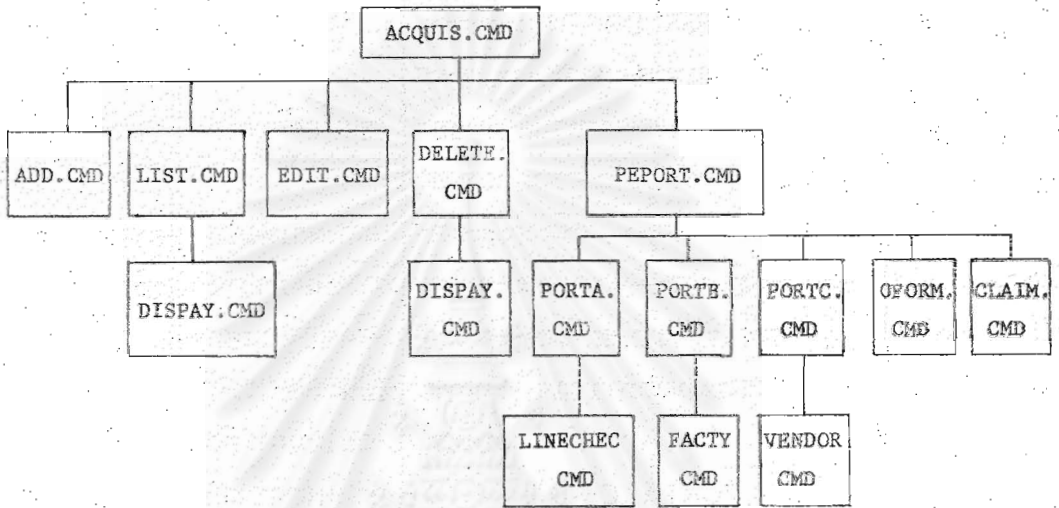 ACQUIS.CMD
ADD.CMD
LIST.CMD
EDIT.CMD
DELETE.
CMD
PEPORT.CMD
DISPAY.CMD
DISPAY.
CMD
PORTA.
CMD
PORTB.
CMD
PORTC.
CMD
OFORM.
CMD
CLAIM.
CMD
LINECHEC
CMD
FACTY
CMD
VENDOR
CMD